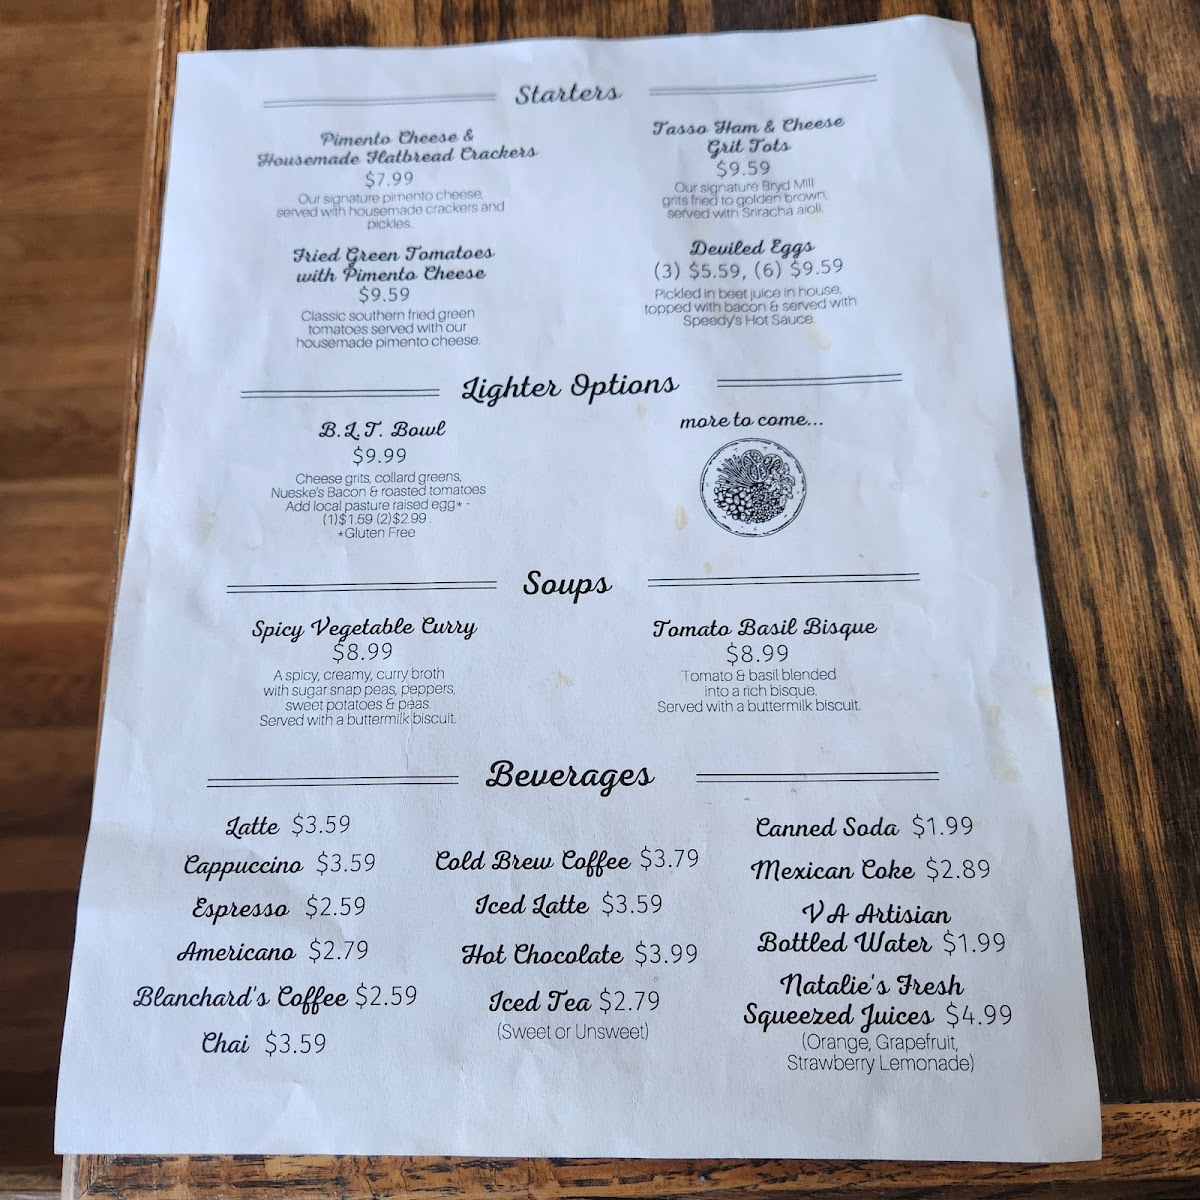 Starters
Pimento Cheese &
Housemade Flatbread Crackers
$7.99
Our signature pimento cheese,
served with housemade crackers and
pickles.
Tasso Ham & Cheese
Grit Tots
$9.59
Our signature Bryd Mill
grits fried to golden brown,
served with Sriracha aioli.
Fried Green Tomatoes
with Pimento Cheese
$9.59
Classic southern fried green
tomatoes served with our
housemade pimento cheese.
Deviled Eggs
(3) $5.59, (6) $9.59
Pickled in beet juice in house,
topped with bacon & served with
Speedy's Hot Sauce.
Lighter Options
B.L.T. Bowl
$9.99
Cheese grits, collard greens,
Nueske's Bacon & roasted tomatoes
Add local pasture raised egg* -
(1)$1.59 (2)$2.99
*Gluten Free
more to come...
Soups
Spicy Vegetable Curry
$8.99
A spicy, creamy, curry broth
with sugar snap peas, peppers,
sweet potatoes & peas.
Served with a buttermilk biscuit.
Tomato Basil Bisque
$8.99
Tomato & basil blended
into a rich bisque.
Served with a buttermilk biscuit.
Beverages
Latte $3.59
Cappuccino $3.59
Espresso $2.59
Americano $2.79
Blanchard's Coffee $2.59
Chai $3.59
Cold Brew Coffee $3.79
Iced Latte $3.59
Hot Chocolate $3.99
Iced Tea $2.79
(Sweet or Unsweet)
Canned Soda $1.99
Mexican Coke $2.89
VA Artisian
Bottled Water $1.99
Natalie's Fresh
Squeezed Juices $4.99
(Orange, Grapefruit,
Strawberry Lemonade)